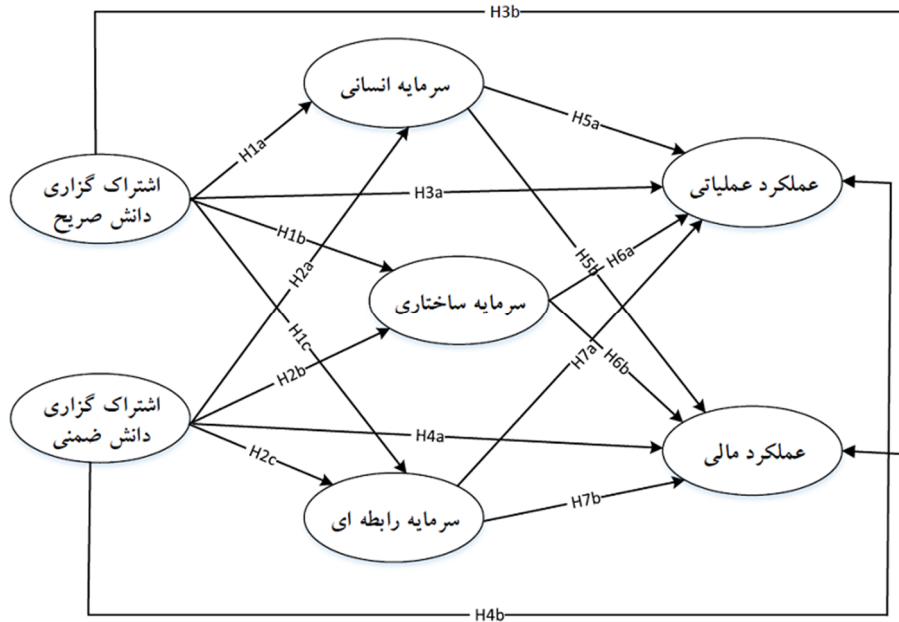 H3b
سرمایه انسانی
H5a
H1a
عملکرد عملیاتی
اشتراک گزاری
دانش صریح
H3a
H1b
H2a
H5b
H6a
سرمایه ساختاری
H1c
H7a
H6b
H2b
اشتراک گزاری
دانش ضمنی
H4a
عملکرد مالی
H2c
H7b
سرمایه رابطه ای
H4b